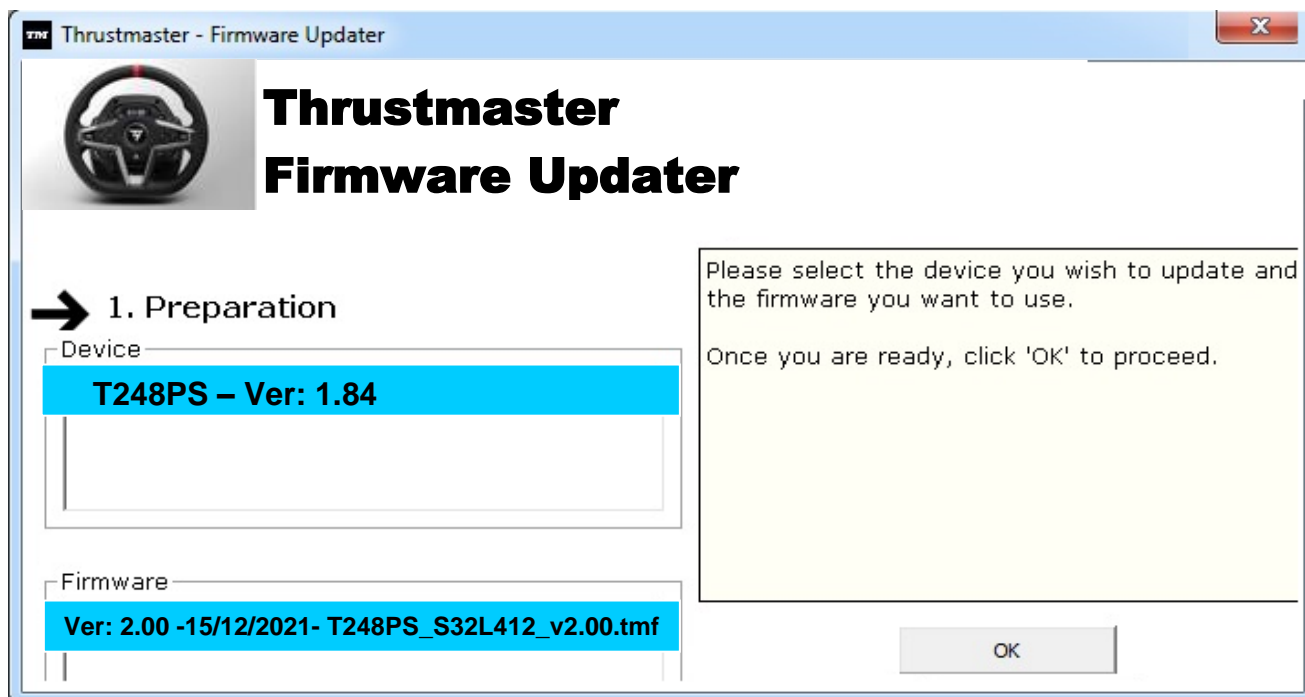 TM Thrustmaster - Firmware Updater
Thrustmaster
Firmware Updater
1. Preparation
Device
T248PS – Ver: 1.84
Firmware
Ver: 2.00 -15/12/2021- T248PS_S32L412_v2.00.tmf
Please select the device you wish to update and
the firmware you want to use.
Once you are ready, click 'OK' to proceed.
OK